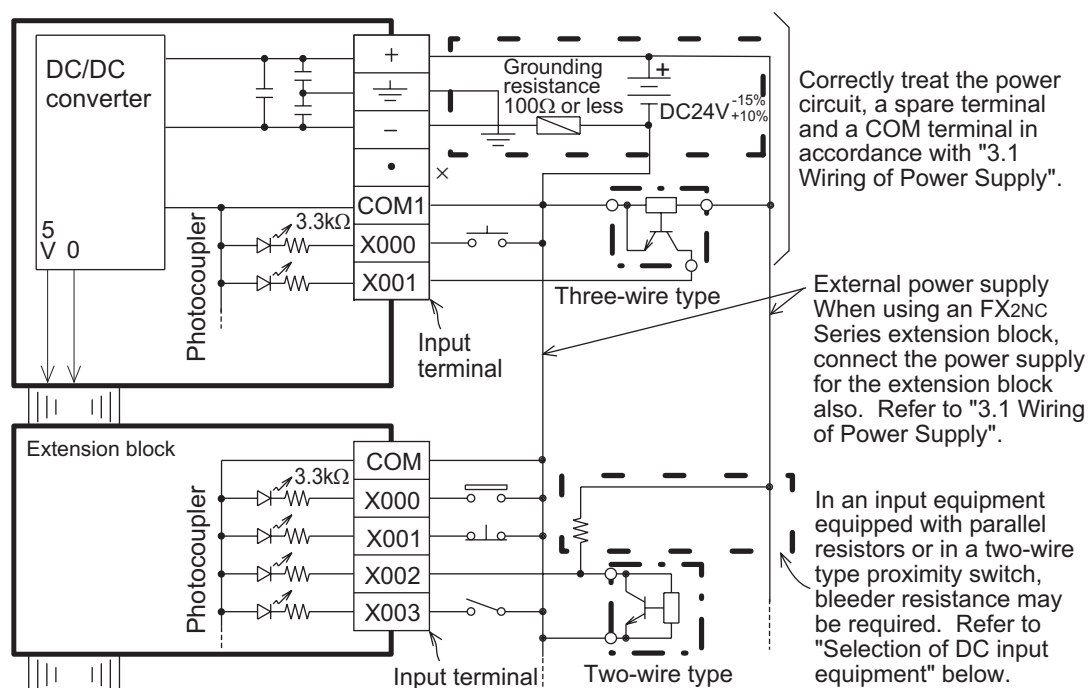 DC/DC
converter
5
V 0
Photocoupler
3.3kΩ
+
−
•
COM1
X000
X001
×
Grounding
resistance
100Ω or less
+
DC24V -15%
+10%
Three-wire type
Input
terminal
Correctly treat the power
circuit, a spare terminal
and a COM terminal in
accordance with "3.1
Wiring of Power Supply".
External power supply
When using an FX2NC
Series extension block,
connect the power supply
for the extension block
also. Refer to "3.1 Wiring
of Power Supply".
Extension block
Photocoupler
3.3kΩ
COM
X000
X001
X002
X003
Input terminal
Two-wire type
In an input equipment
equipped with parallel
resistors or in a two-wire
type proximity switch,
bleeder resistance may
be required. Refer to
"Selection of DC input
equipment" below.